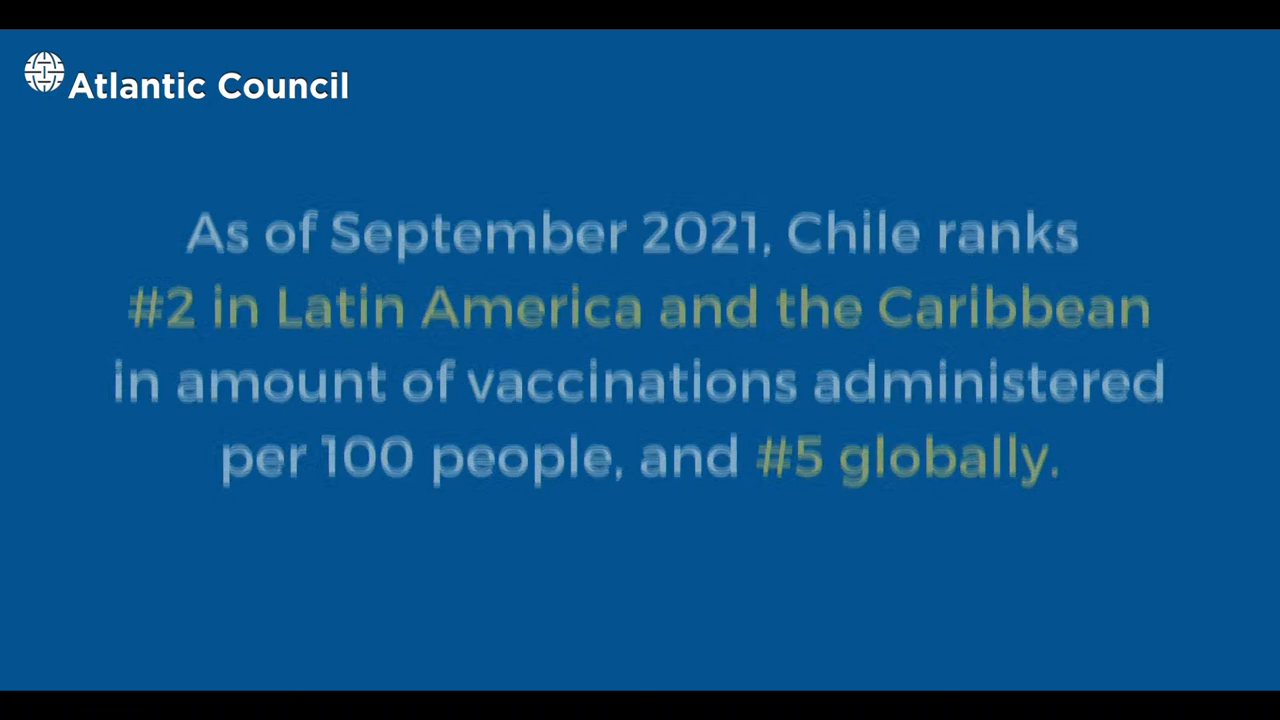 Atlantic Council
As of September 2021, Chile ranks
#2 in Latin America and the Caribbean
in amount of vaccinations administered
per 100 people, and #5 globally.